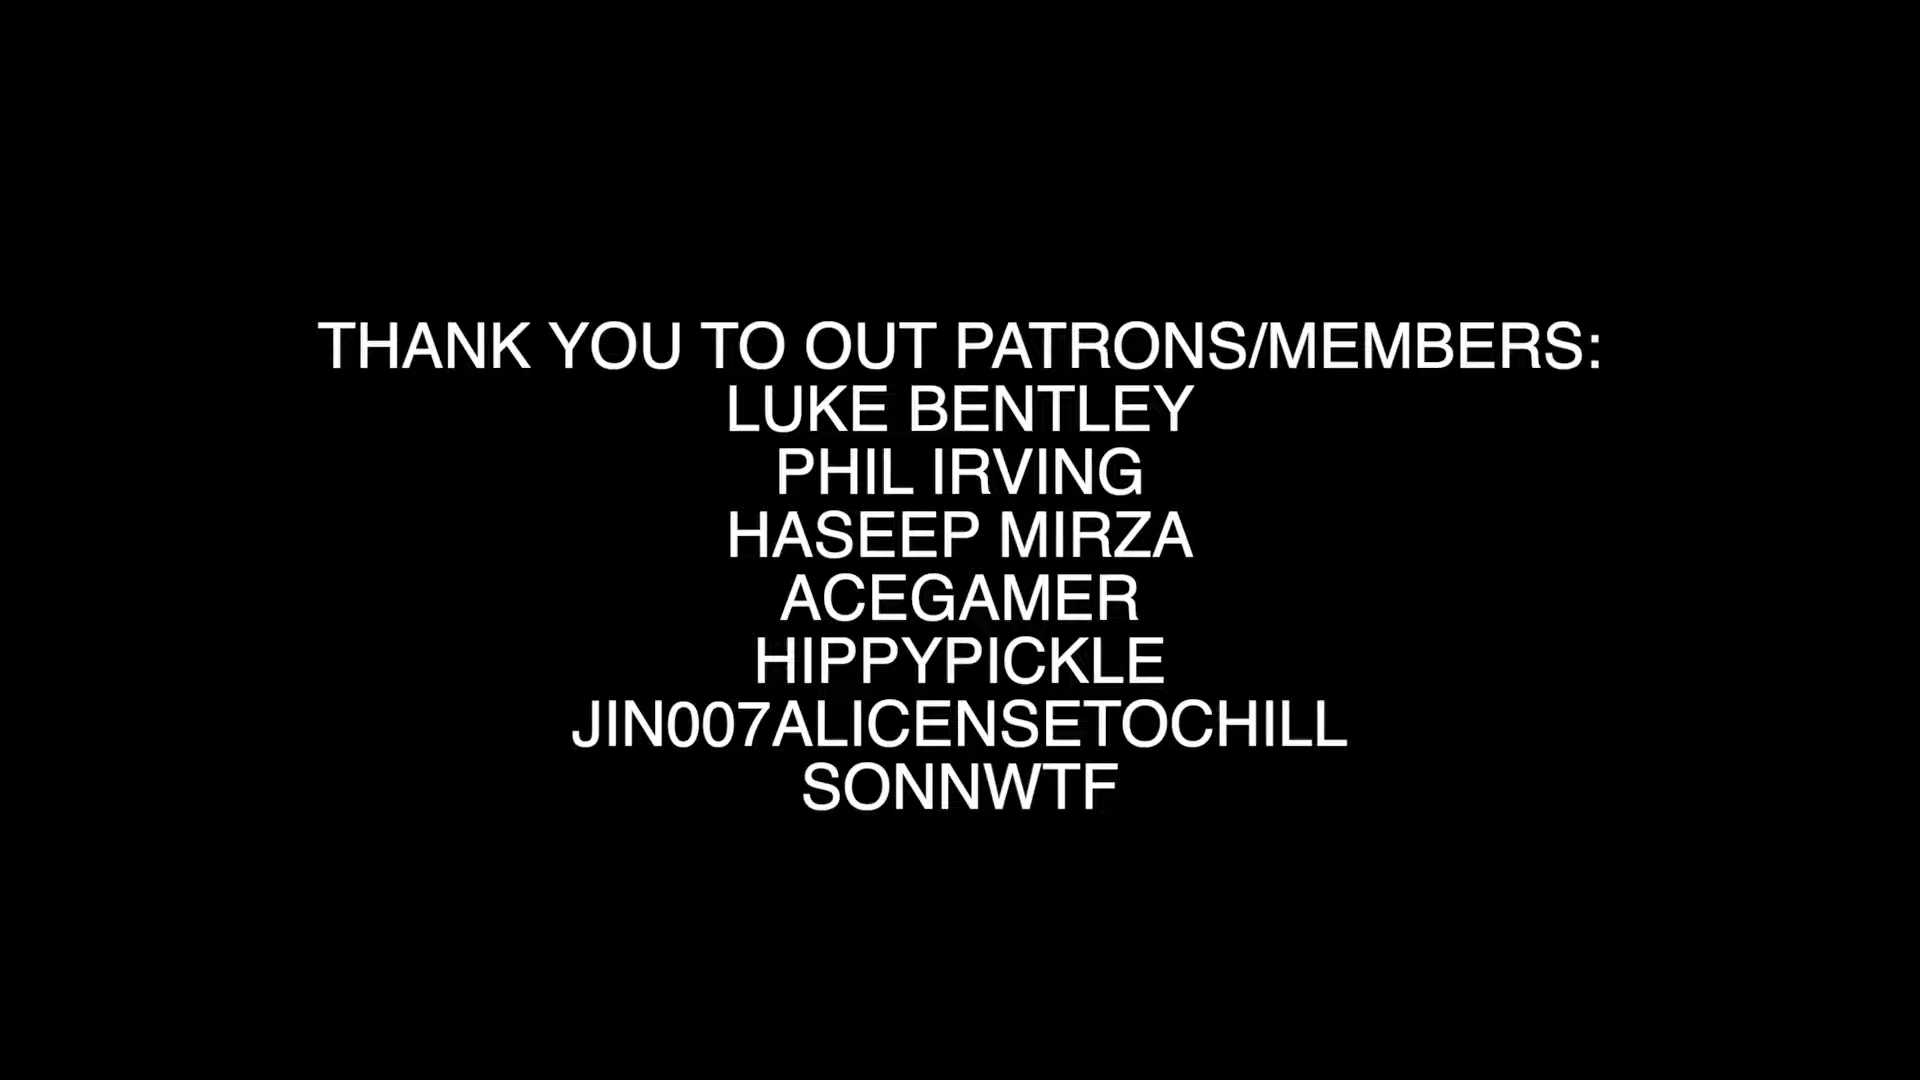 THANK YOU TO OUT PATRONS/MEMBERS:
LUKE BENTLEY
PHIL IRVING
HASEEP MIRZA
ACEGAMER
HIPPYPICKLE
JIN007ALICENSETOCHILL
SONNWTF